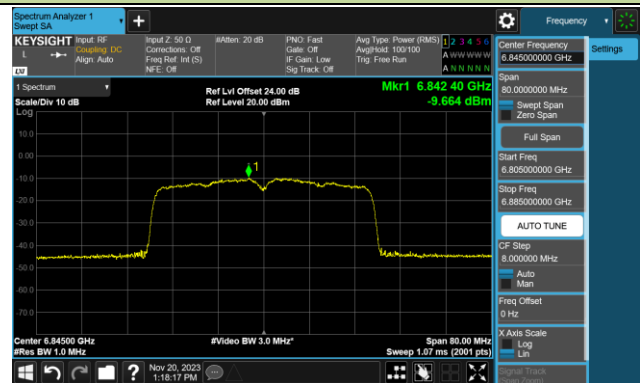 Spectrum Analyzer 1
Swept SA
Frequency
KEYSIGHT
L
LXI
Input: RF
Coupling: DC
Align: Auto
Input Z: 50 Ω
Corrections: Off
Freq Ref: Int (S)
NFE: Off
#Atten: 20 dB
PNO: Fast
Gate: Off
IF Gain: Low
Sig Track: Off
Avg Type: Power (RMS)
Avg|Hold: 100/100
Trig: Free Run
1 2 3 4 5 6
A W W W W W
A N N N N N
1 Spectrum
Scale/Div 10 dB
Log
Ref Lvl Offset 24.00 dB
Ref Level 20.00 dBm
Mkr1 6.842 40 GHz
-9.664 dBm
10.0
0.00
-10.0
-20.0
-30.0
-40.0
-50.0
-60.0
-70.0
1
Center 6.84500 GHz
#Res BW 1.0 MHz
#Video BW 3.0 MHz*
Span 80.00 MHz
Sweep 1.07 ms (2001 pts)
Nov 20, 2023
1:18:17 PM
?
Center Frequency
6.845000000 GHz
Span
80.0000000 MHz
Swept Span
Zero Span
Full Span
Start Freq
6.805000000 GHz
Stop Freq
6.885000000 GHz
AUTO TUNE
CF Step
8.000000 MHz
Auto
Man
Freq Offset
0 Hz
X Axis Scale
Log
Lin
Signal Track
Settings